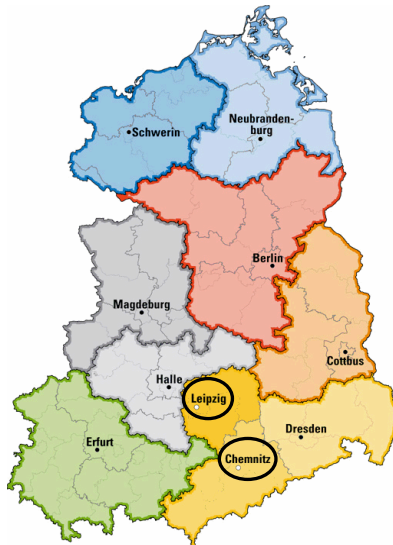 Schwerin
Neubranden-
burg
Berlin
Magdeburg
Cottbus
Halle
Leipzig
Dresden
Erfurt
Chemnitz